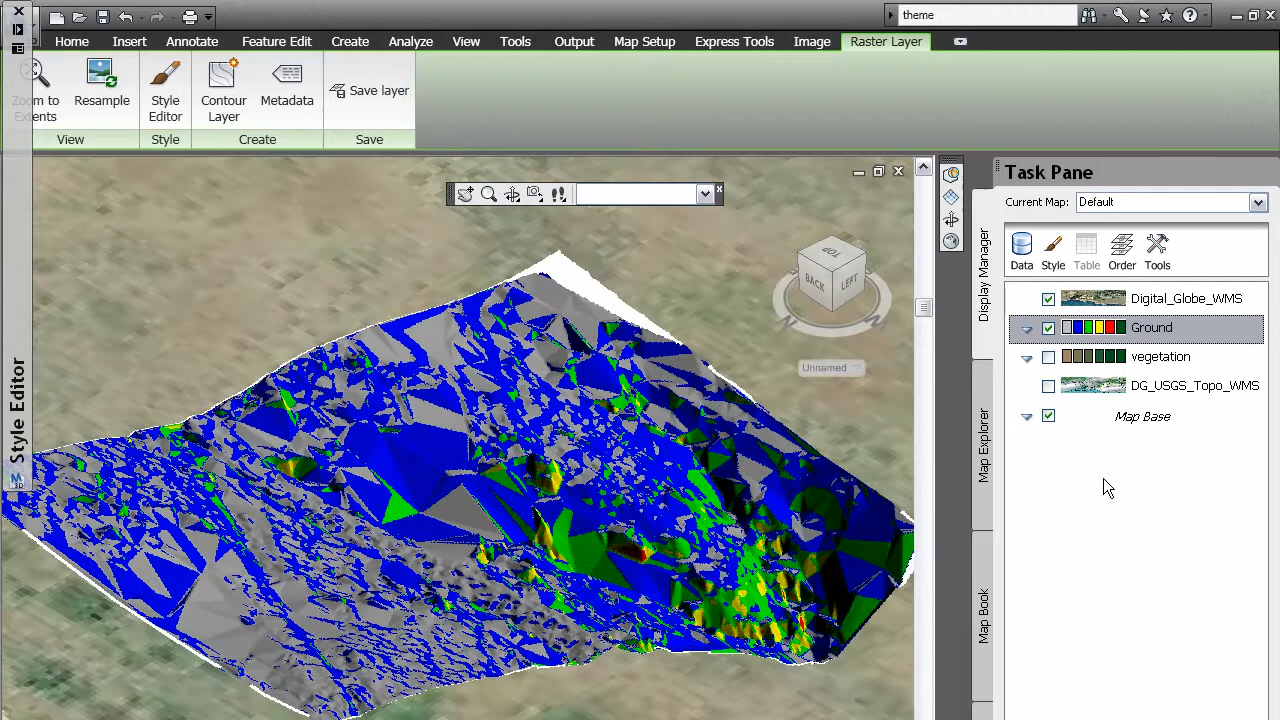 theme
Home Insert Annotate Feature Edit Create Analyze View Tools Output Map Setup Express Tools Image Raster Layer
Zoom to Extents
Resample
Style Editor
Contour Layer
Metadata
Save layer
View Style Create Save
Task Pane
Current Map: Default
Data Style Table Order Tools
Digital_Globe_WMS
Ground
vegetation
DG_USGS_Topo_WMS
Map Base
Display Manager
Map Explorer
Map Book
TOP
BACK LEFT
Unnamed
Style Editor